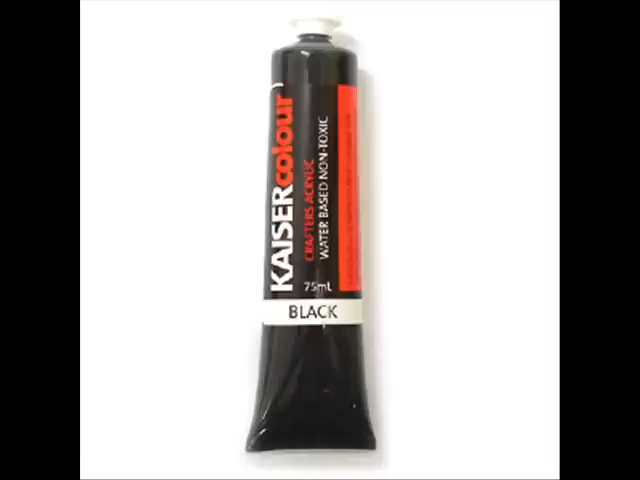 KAISERcolour
CRAFTERS ACRYLIC
WATER BASED NON-TOXIC
75ml
BLACK